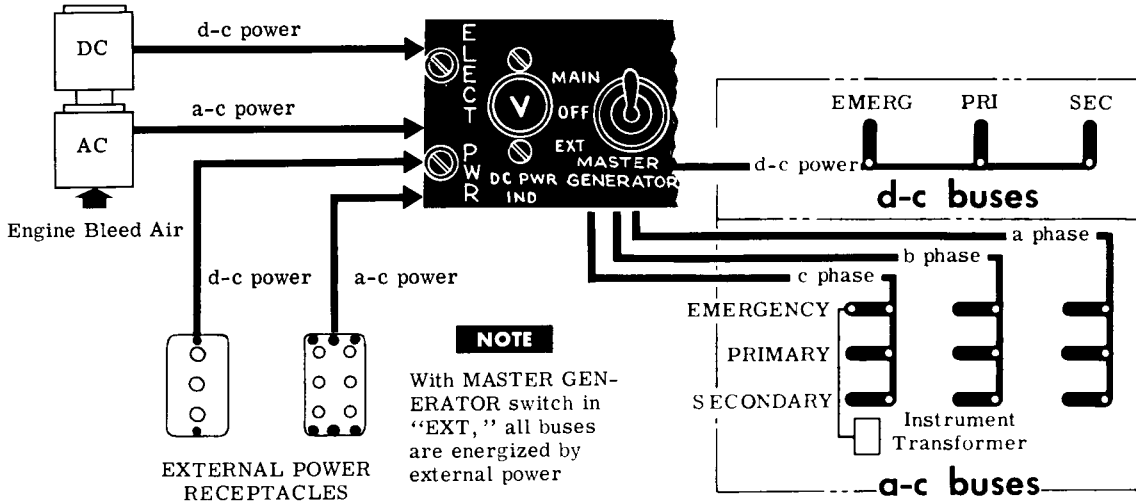 DC
d-c power
AC
a-c power
Engine Bleed Air
ELECT PWR
V
MAIN
OFF
EXT
MASTER
GENERATOR
DC PWR
IND
EMERG PRI SEC
d-c power
d-c buses
a phase
b phase
c phase
d-c power
a-c power
EMERGENCY
PRIMARY
SECONDARY
Instrument
Transformer
a-c buses
NOTE
With MASTER GEN-
ERATOR switch in
“EXT,” all buses
are energized by
external power
EXTERNAL POWER
RECEPTACLES